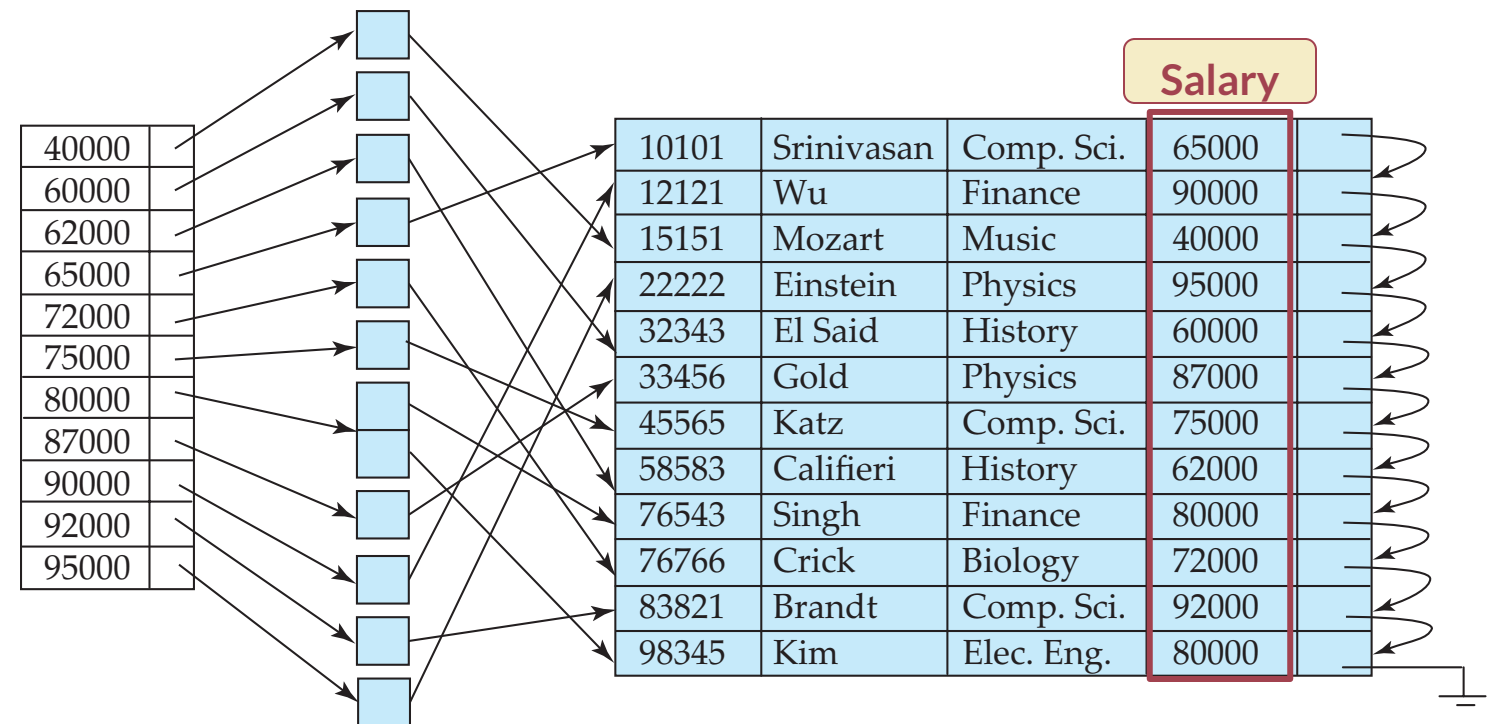 Salary
40000
60000
62000
65000
72000
75000
80000
87000
90000
92000
95000
10101 Srinivasan Comp. Sci. 65000
12121 Wu Finance 90000
15151 Mozart Music 40000
22222 Einstein Physics 95000
32343 El Said History 60000
33456 Gold Physics 87000
45565 Katz Comp. Sci. 75000
58583 Califieri History 62000
76543 Singh Finance 80000
76766 Crick Biology 72000
83821 Brandt Comp. Sci. 92000
98345 Kim Elec. Eng. 80000